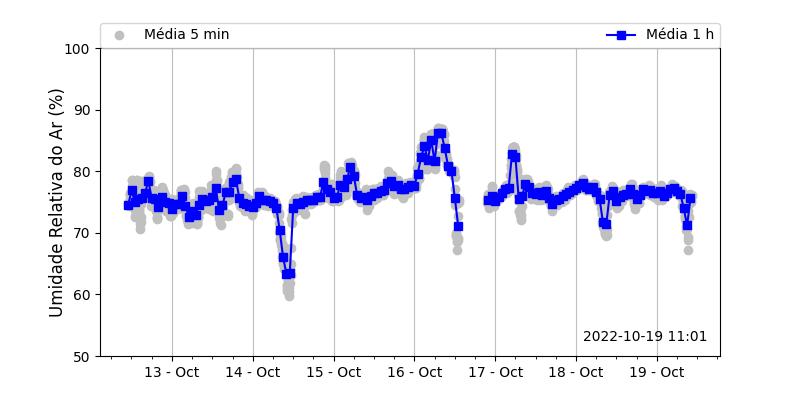 Média 5 min
Média 1 h
Umidade Relativa do Ar (%)
100
90
80
70
60
50
2022-10-19 11:01
13 - Oct
14 - Oct
15 - Oct
16 - Oct
17 - Oct
18 - Oct
19 - Oct